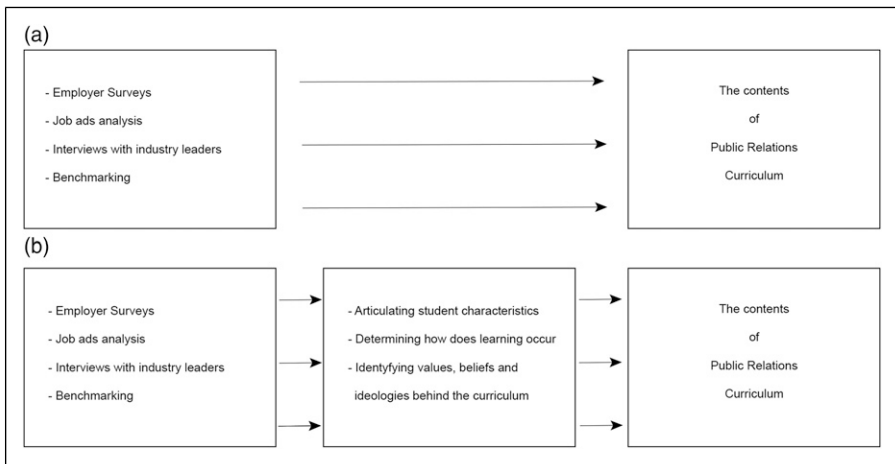 (a)
- Employer Surveys
- Job ads analysis
- Interviews with industry leaders
- Benchmarking
The contents
of
Public Relations
Curriculum
(b)
- Employer Surveys
- Job ads analysis
- Interviews with industry leaders
- Benchmarking
- Articulating student characteristics
- Determining how does learning occur
- Identyfying values, beliefs and
ideologies behind the curriculum
The contents
of
Public Relations
Curriculum